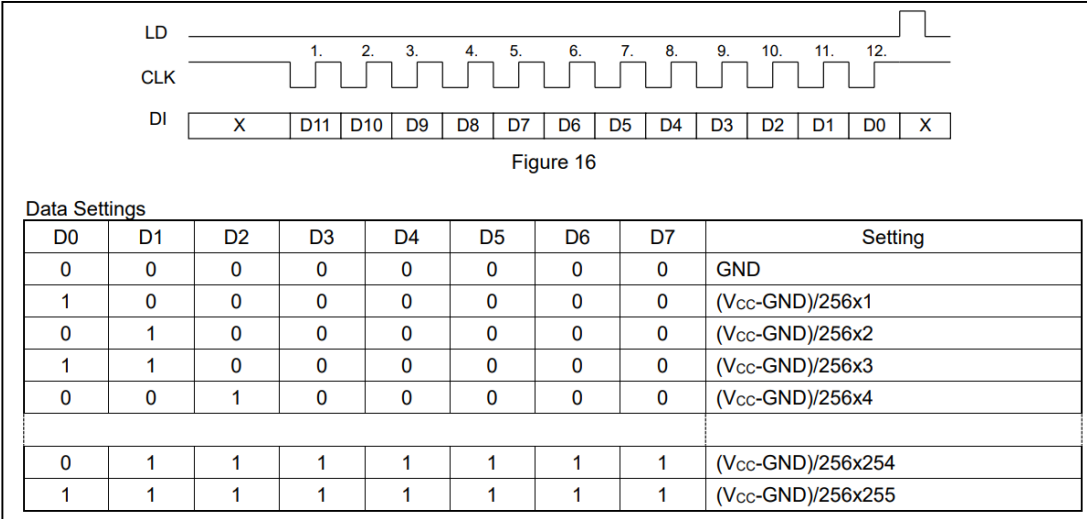 LD
1. 2. 3. 4. 5. 6. 7. 8. 9. 10. 11. 12.
CLK
DI X D11 D10 D9 D8 D7 D6 D5 D4 D3 D2 D1 D0 X
Figure 16
Data Settings
D0 D1 D2 D3 D4 D5 D6 D7 Setting
0 0 0 0 0 0 0 0 GND
1 0 0 0 0 0 0 0 (Vcc-GND)/256x1
0 1 0 0 0 0 0 0 (Vcc-GND)/256x2
1 1 0 0 0 0 0 0 (Vcc-GND)/256x3
0 0 1 0 0 0 0 0 (Vcc-GND)/256x4
0 1 1 1 1 1 1 1 (Vcc-GND)/256x254
1 1 1 1 1 1 1 1 (Vcc-GND)/256x255